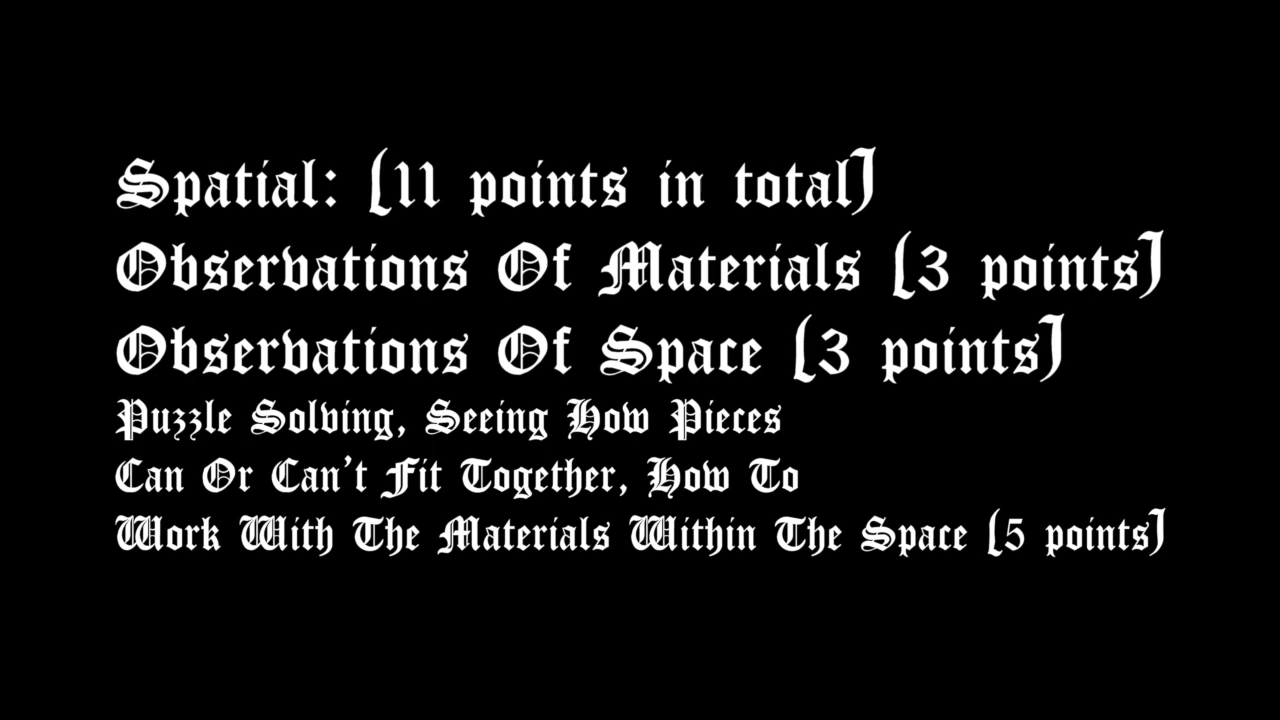 Spatial: (11 points in total)
Observations Of Materials (3 points)
Observations Of Space (3 points)
Puzzle Solving, Seeing How Pieces
Can Or Can't Fit Together, How To
Work With The Materials Within The Space (5 points)